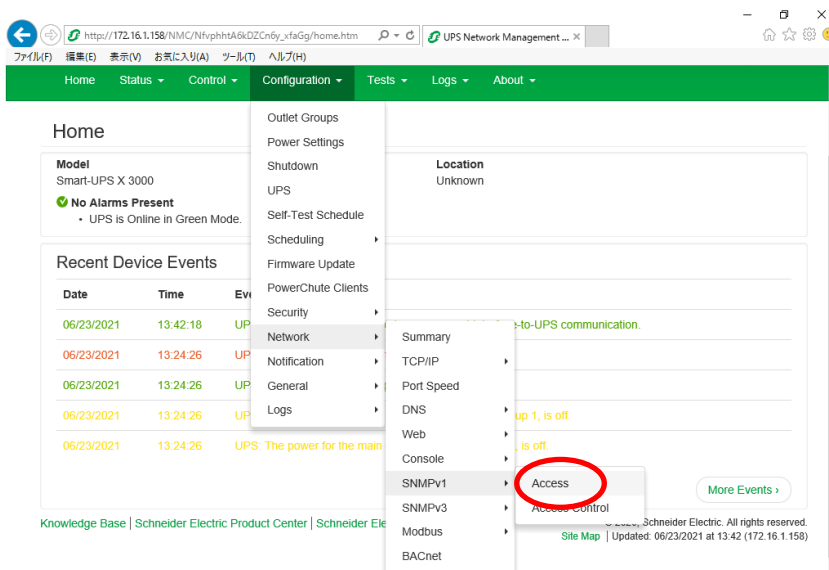 http://172.16.1.158/NMC/NfvphhtA6kDZCn6y_xfaGg/home.htm
UPS Network Management ...
ファイル(F) 編集(E) 表示(V) お気に入り(A) ツール(T) ヘルプ(H)
Home Status Control Configuration Tests Logs About
Home
Model
Smart-UPS X 3000
No Alarms Present
• UPS is Online in Green Mode.
Location
Unknown
Outlet Groups
Power Settings
Shutdown
UPS
Self-Test Schedule
Scheduling
Firmware Update
PowerChute Clients
Security
Network
Notification
General
Logs
Summary
TCP/IP
Port Speed
DNS
Web
Console
SNMPv1
SNMPv3
Modbus
BACnet
Access
Access Control
Recent Device Events
Date Time
06/23/2021 13:42:18 UP e-to-UPS communication.
06/23/2021 13:24:26 UP
06/23/2021 13:24:26 UP
06/23/2021 13:24:26 UP up 1, is off.
06/23/2021 13:24:26 UPS: The power for the main , is off.
More Events ›
Knowledge Base | Schneider Electric Product Center | Schneider Ele
2020, Schneider Electric. All rights reserved.
Site Map | Updated: 06/23/2021 at 13:42 (172.16.1.158)